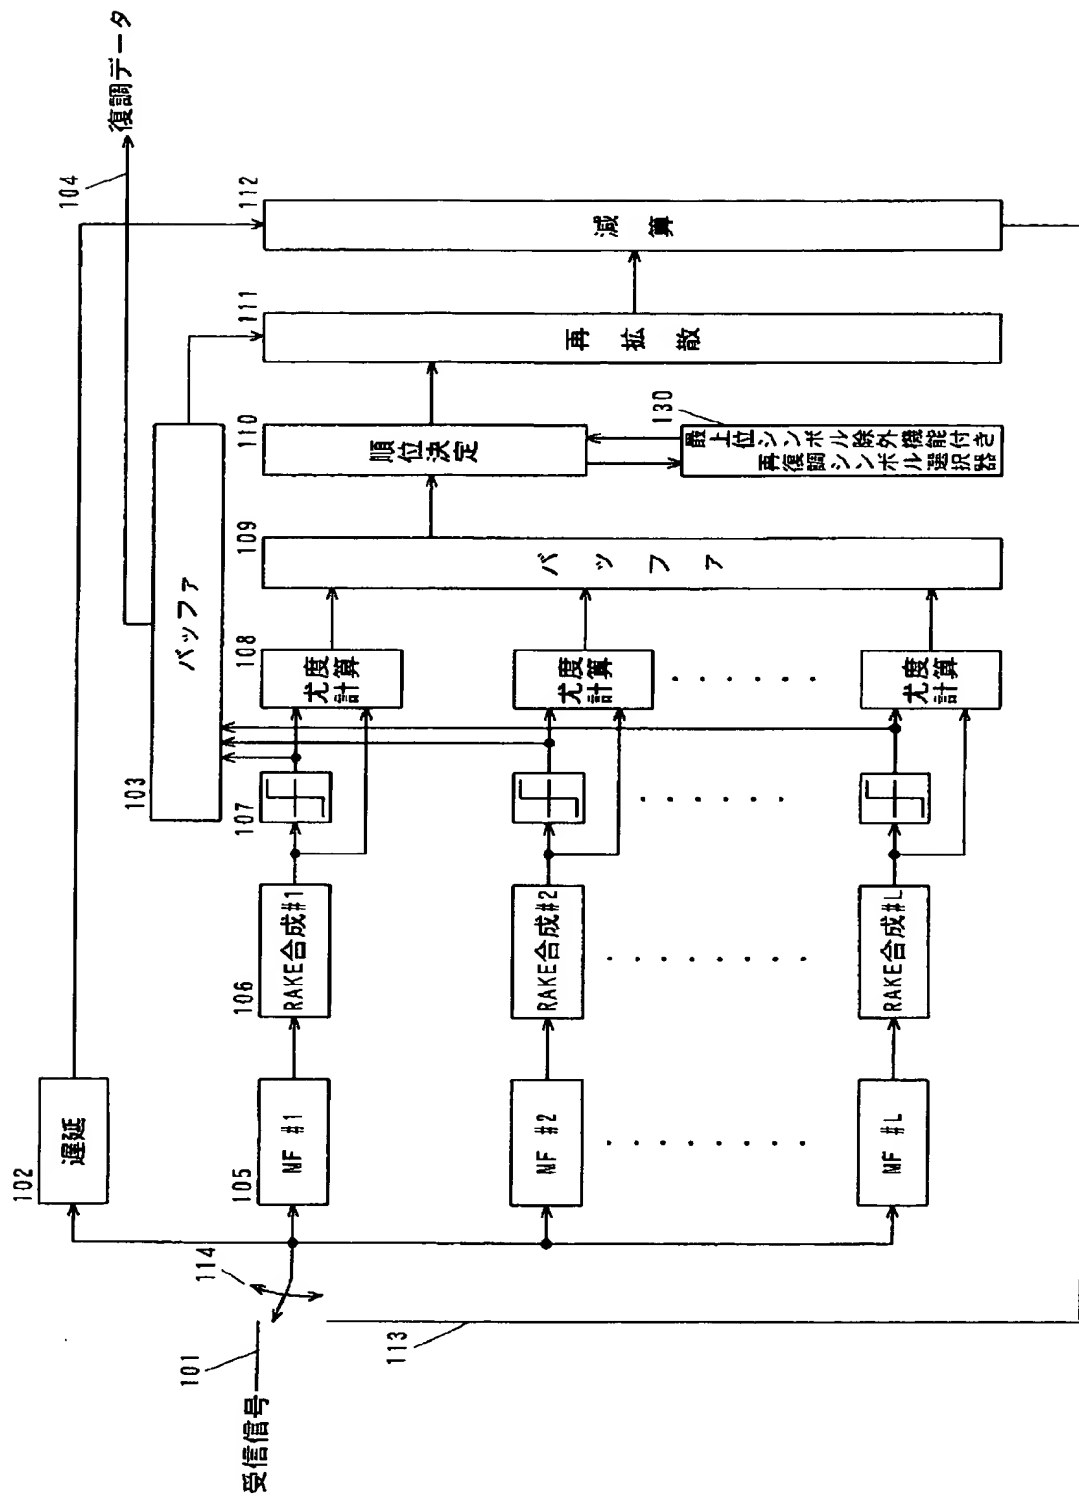 受信信号
101
114
113
102
遅延
105
MF #1
MF #2
MF #L
106
RAKE合成#1
RAKE合成#2
RAKE合成#L
107
103
バッファ
108
尤度
計算
尤度
計算
尤度
計算
109
バッファ
110
順位決定
130
最上位シンボル除外機能付き
再復調シンボル選択器
111
再拡散
112
減算
104
復調データ